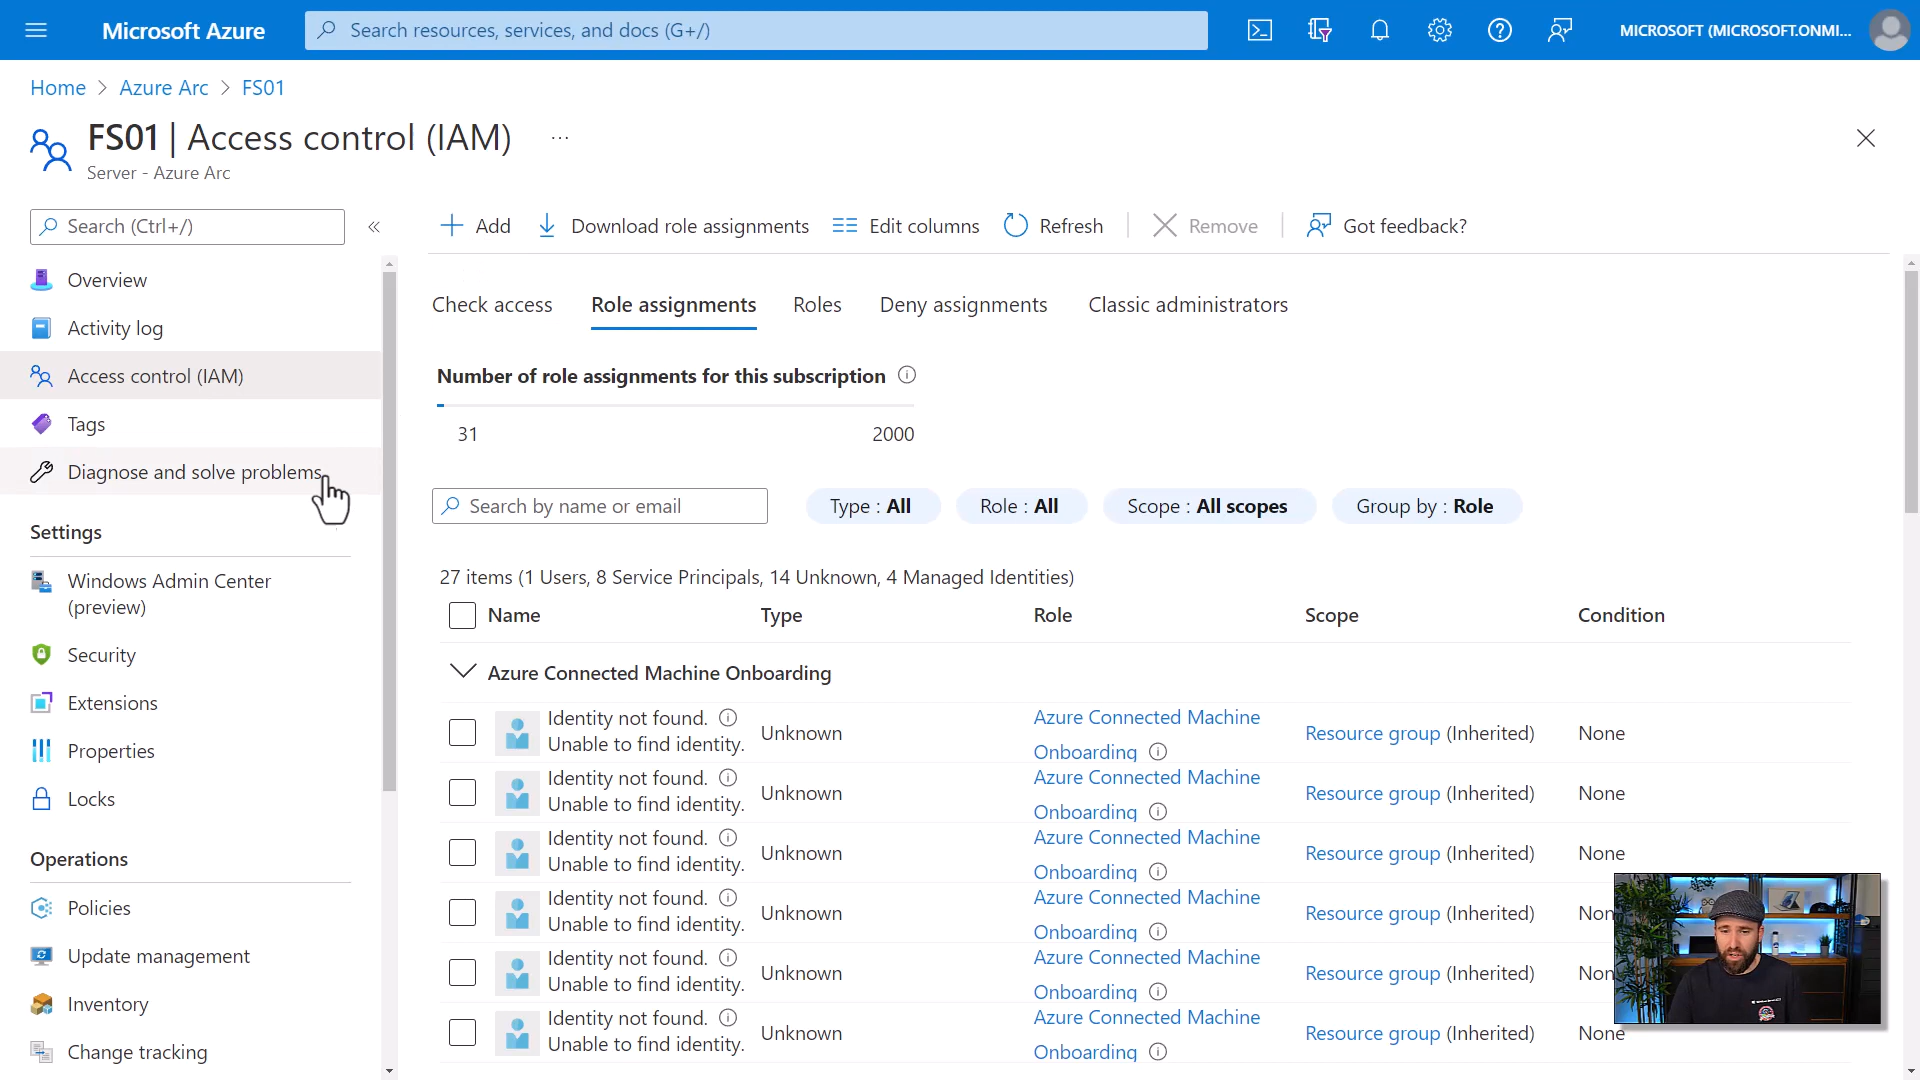 Microsoft Azure
Search resources, services, and docs (G+/)
MICROSOFT (MICROSOFT.ONMI...
Home > Azure Arc > FS01
FS01 | Access control (IAM) ...
Server - Azure Arc
Search (Ctrl+/)
«
Overview
Activity log
Access control (IAM)
Tags
Diagnose and solve problems
Settings
Windows Admin Center
(preview)
Security
Extensions
Properties
Locks
Operations
Policies
Update management
Inventory
Change tracking
Add
Download role assignments
Edit columns
Refresh
Remove
Got feedback?
Check access
Role assignments
Roles
Deny assignments
Classic administrators
Number of role assignments for this subscription
31
2000
Search by name or email
Type : All
Role : All
Scope : All scopes
Group by : Role
27 items (1 Users, 8 Service Principals, 14 Unknown, 4 Managed Identities)
Name Type Role Scope Condition
Azure Connected Machine Onboarding
Identity not found.
Unable to find identity.
Unknown
Azure Connected Machine
Onboarding
Resource group (Inherited)
None
Identity not found.
Unable to find identity.
Unknown
Azure Connected Machine
Onboarding
Resource group (Inherited)
None
Identity not found.
Unable to find identity.
Unknown
Azure Connected Machine
Onboarding
Resource group (Inherited)
None
Identity not found.
Unable to find identity.
Unknown
Azure Connected Machine
Onboarding
Resource group (Inherited)
Non
Identity not found.
Unable to find identity.
Unknown
Azure Connected Machine
Onboarding
Resource group (Inherited)
Non
Identity not found.
Unable to find identity.
Unknown
Azure Connected Machine
Onboarding
Resource group (Inherited)
None